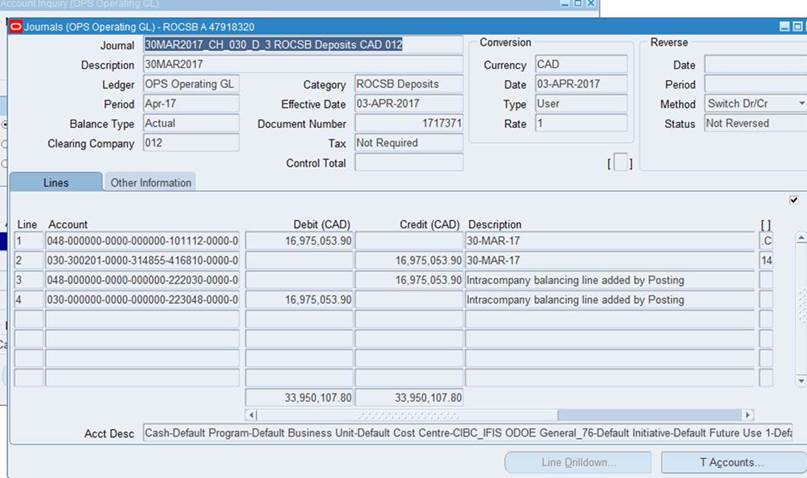 Account Inquiry (OPS Operating GL)
Journals (OPS Operating GL) - ROCSB A 47918320
Journal 30MAR2017_CH_030_D_3 ROCSB Deposits CAD 012
Description 30MAR2017
Ledger OPS Operating GL Category ROCSB Deposits
Period Apr-17 Effective Date 03-APR-2017
Balance Type Actual Document Number 1717371
Clearing Company 012 Tax Not Required
Control Total
Conversion
Currency CAD
Date 03-APR-2017
Type User
Rate 1
Reverse
Date
Period
Method Switch Dr/Cr
Status Not Reversed
[ ]
Lines Other Information
Line Account Debit (CAD) Credit (CAD) Description [ ]
1 048-000000-0000-000000-101112-0000-0 16,975,053.90 30-MAR-17 .C
2 030-300201-0000-314855-416810-0000-0 16,975,053.90 30-MAR-17 14
3 048-000000-0000-000000-222030-0000-0 16,975,053.90 Intracompany balancing line added by Posting
4 030-000000-0000-000000-223048-0000-0 16,975,053.90 Intracompany balancing line added by Posting
33,950,107.80 33,950,107.80
Acct Desc Cash-Default Program-Default Business Unit-Default Cost Centre-CIBC_IFIS ODOE General_76-Default Initiative-Default Future Use 1-Defa
Line Drilldown... T Accounts...